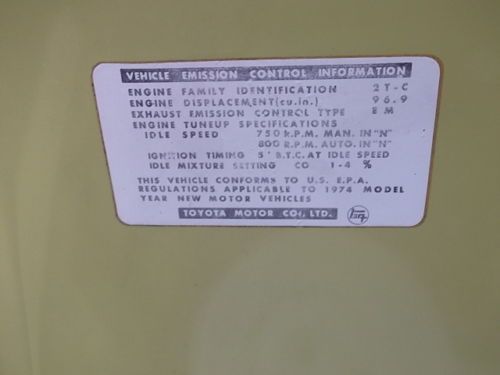 VEHICLE EMISSION CONTROL INFORMATION
ENGINE FAMILY IDENTIFICATION 2T-C
ENGINE DISPLACEMENT(cu.in.) 96.9
EXHAUST EMISSION CONTROL TYPE EM
ENGINE TUNEUP SPECIFICATIONS
IDLE SPEED 750 R.P.M. MAN. IN "N"
800 R.P.M. AUTO. IN "N"
IGNITION TIMING 5° B.T.C. AT IDLE SPEED
IDLE MIXTURE SETTING CO 1-4 %
THIS VEHICLE CONFORMS TO U.S. E.P.A.
REGULATIONS APPLICABLE TO 1974 MODEL
YEAR NEW MOTOR VEHICLES
TOYOTA MOTOR CO., LTD. TEQ